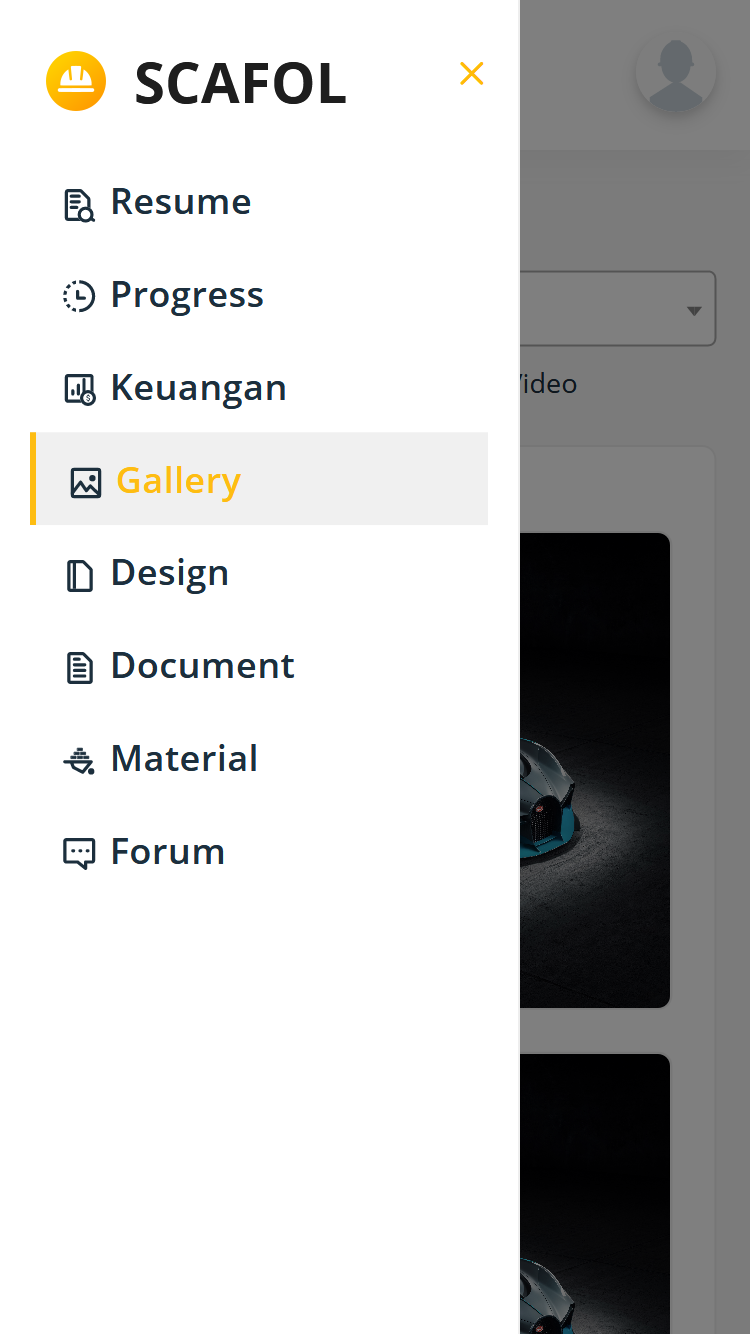 SCAFOL
Resume
Progress
Keuangan
Gallery
Design
Document
Material
Forum